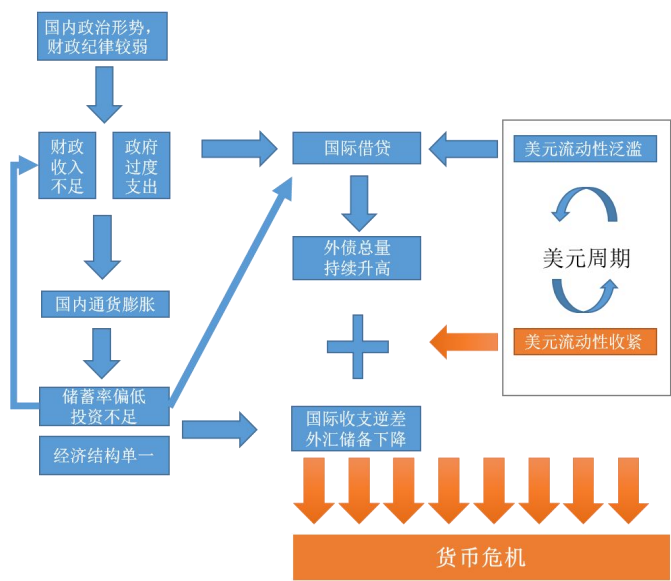 国内政治形势，
财政纪律较弱
财政
收入
不足
政府
过度
支出
国内通货膨胀
储蓄率偏低
投资不足
经济结构单一
国际借贷
外债总量
持续升高
国际收支逆差
外汇储备下降
美元流动性泛滥
美元周期
美元流动性收紧
货币危机